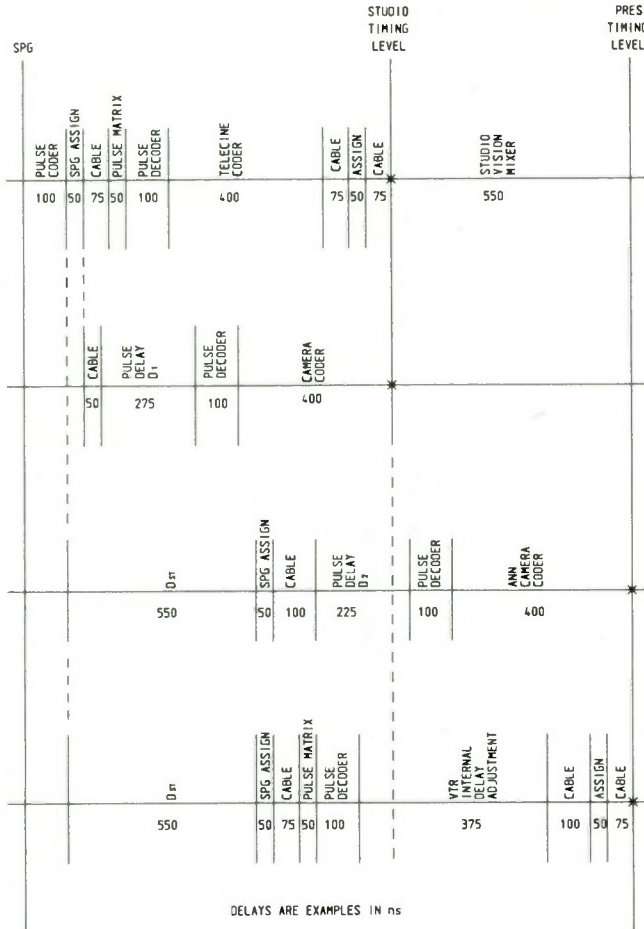 STUDIO
TIMING
LEVEL
PRES
TIMING
LEVEL
SPG
PULSE
CODER
SPG ASSIGN
CABLE
PULSE MATRIX
PULSE
DECODER
TELECINE
CODER
CABLE
ASSIGN
CABLE
STUDIO
VISION
MIXER
100 50 75 50 100 400 75 50 75 550
CABLE
PULSE
DELAY
D1
PULSE
DECODER
CAMERA
CODER
50 275 100 400
DST
SPG ASSIGN
CABLE
PULSE
DELAY
D2
PULSE
DECODER
ANN
CAMERA
CODER
550 50 100 225 100 400
DST
SPG ASSIGN
CABLE
PULSE MATRIX
PULSE
DECODER
VTR
INTERNAL
DELAY
ADJUSTMENT
CABLE
ASSIGN
CABLE
550 50 75 50 100 375 100 50 75
DELAYS ARE EXAMPLES IN ns